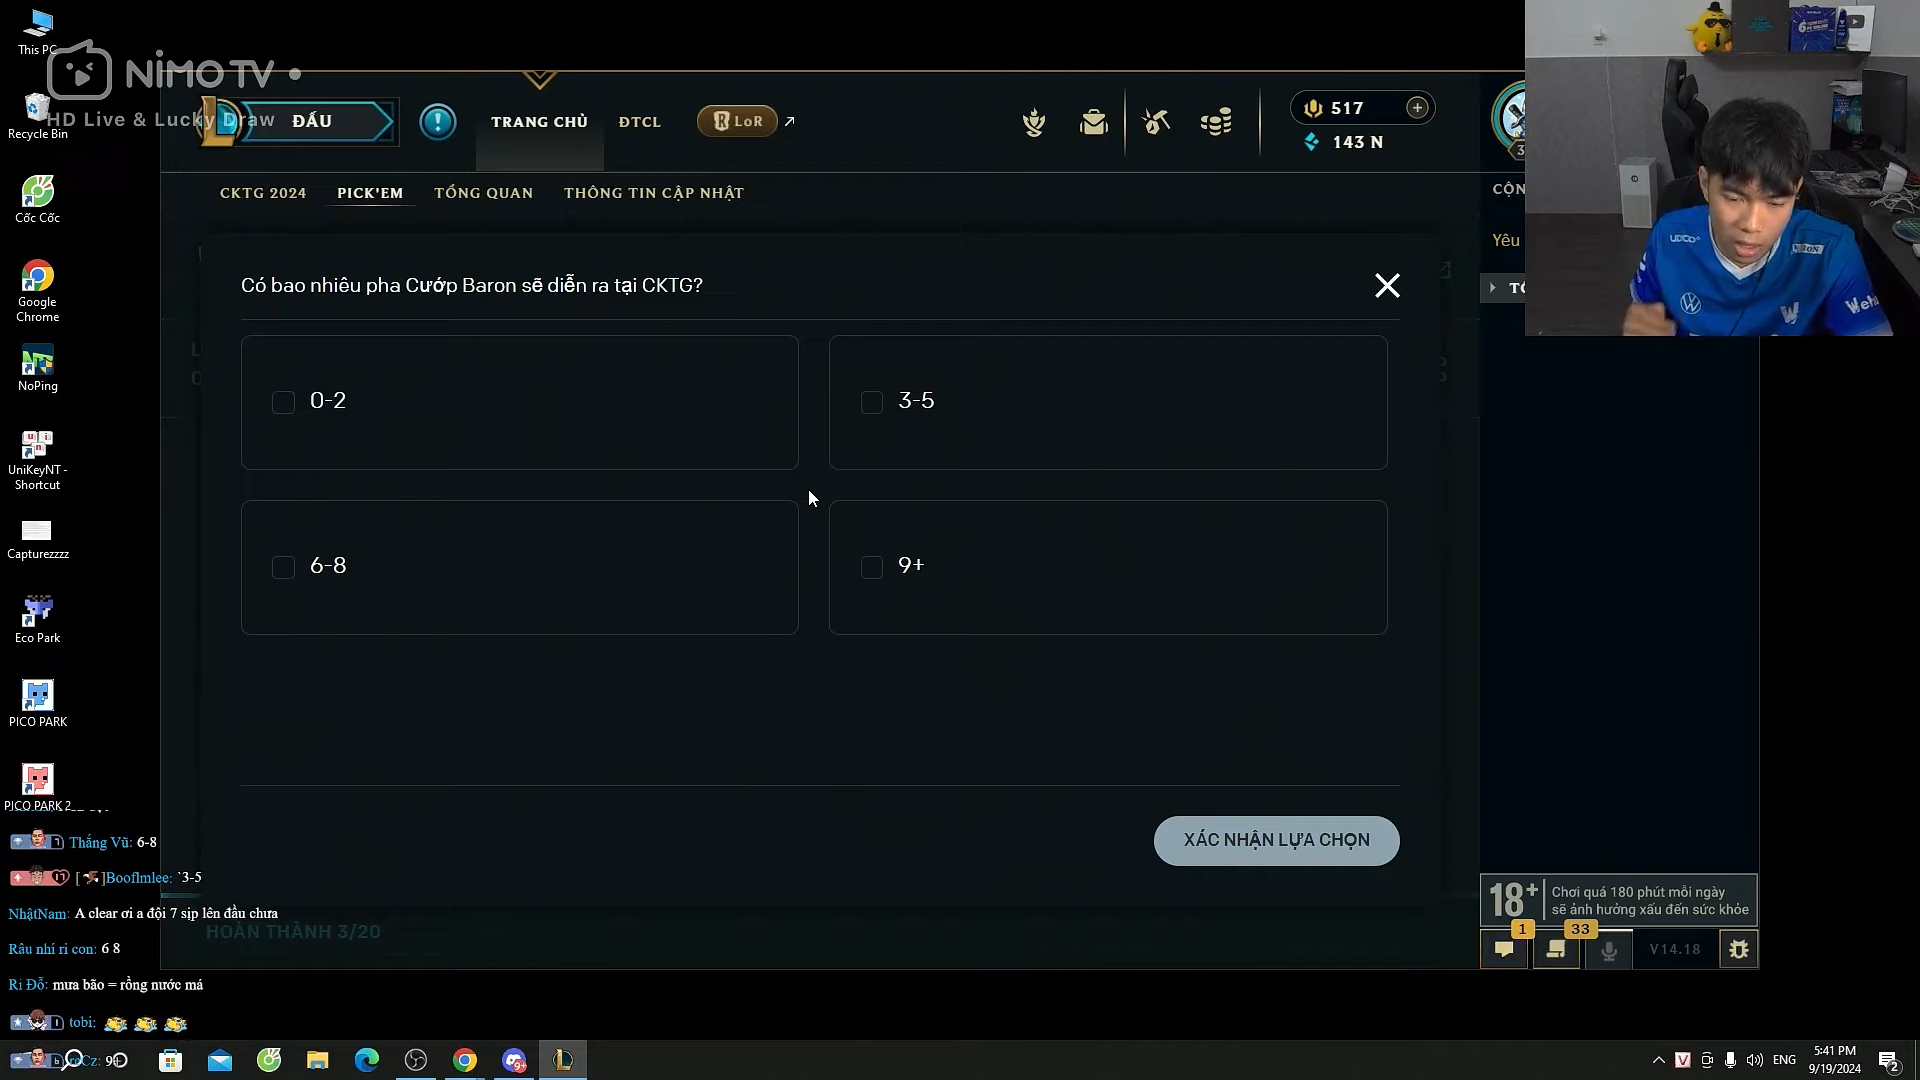 This PC
NIMO TV
HD Live & Lucky Draw
Recycle Bin
Cốc Cốc
Google
Chrome
NoPing
UniKeyNT -
Shortcut
Capturezzzz
Eco Park
PICO PARK
PICO PARK 2
ĐẤU
TRANG CHỦ
ĐTCL
LoR
517
143 N
CKTG 2024
PICK'EM
TỔNG QUAN
THÔNG TIN CẬP NHẬT
Yêu
Có bao nhiêu pha Cướp Baron sẽ diễn ra tại CKTG?
0-2
3-5
6-8
9+
XÁC NHẬN LỰA CHỌN
HOÀN THÀNH 3/20
18+
Chơi quá 180 phút mỗi ngày
sẽ ảnh hưởng xấu đến sức khỏe
1
33
V14.18
Thắng Vũ: 6-8
Booflmlee: `3-5
NhậtNam: A clear ơi a đội 7 sịp lên đầu chưa
Râu nhí ri con: 6 8
Ri Đỗ: mưa bão = rồng nước má
tobi:
ENG
5:41 PM
9/19/2024
2